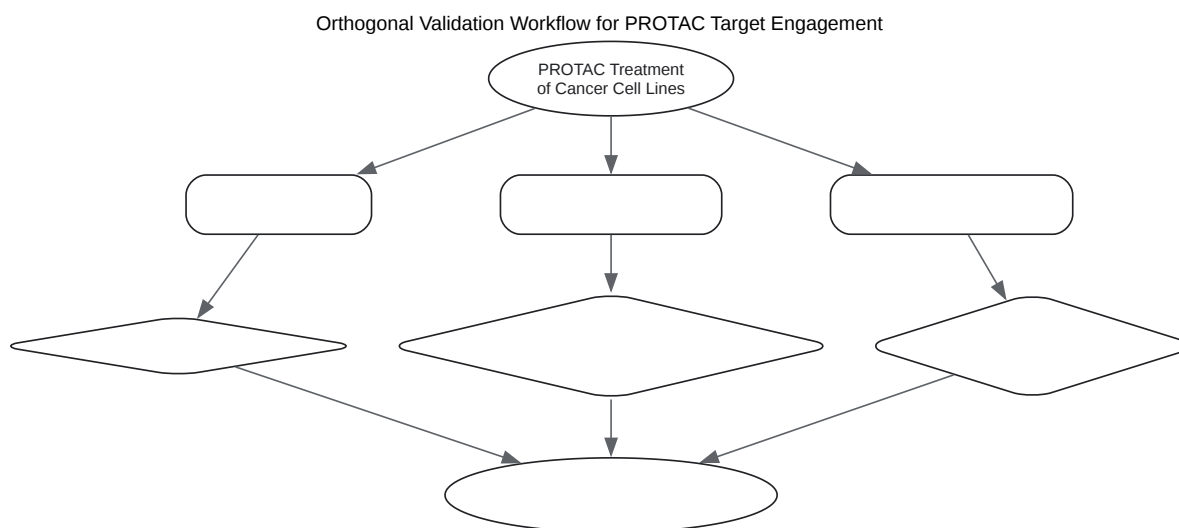 Orthogonal Validation Workflow for PROTAC Target Engagement
PROTAC Treatment
of Cancer Cell Lines